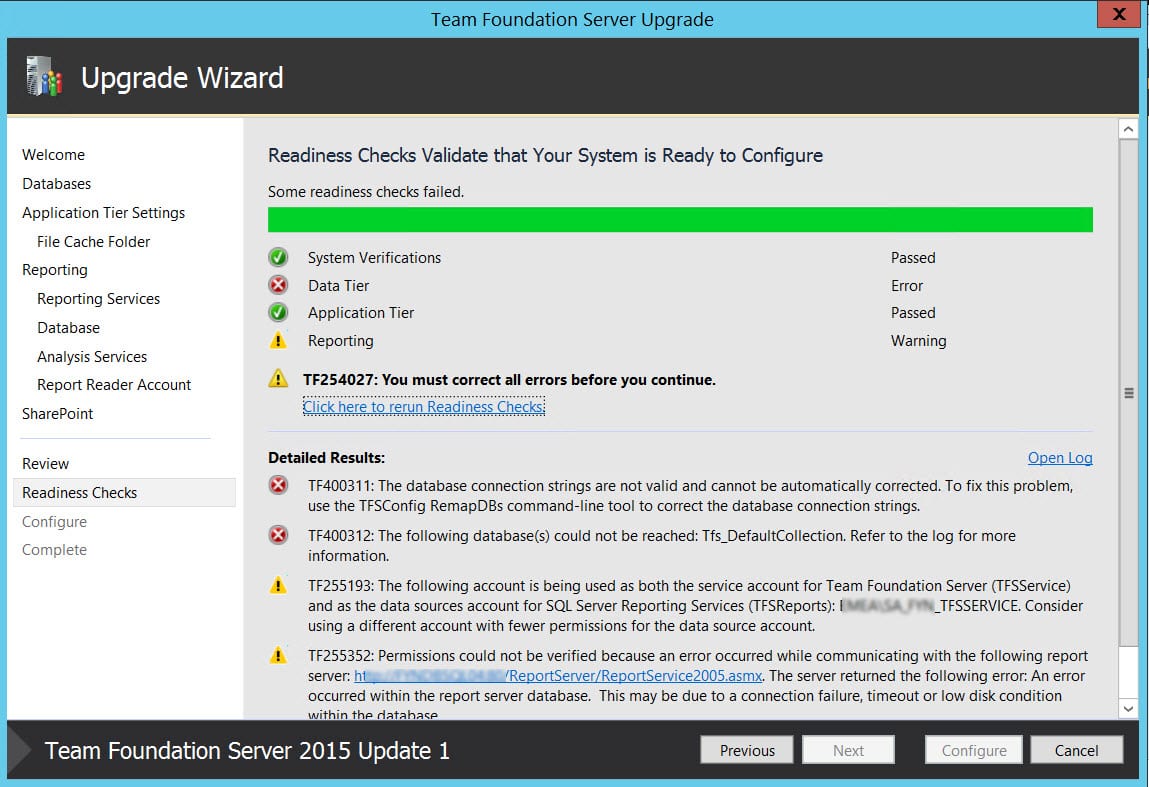 Team Foundation Server Upgrade
X
Upgrade Wizard
Welcome
Databases
Application Tier Settings
File Cache Folder
Reporting
Reporting Services
Database
Analysis Services
Report Reader Account
SharePoint
Review
Readiness Checks
Configure
Complete
Readiness Checks Validate that Your System is Ready to Configure
Some readiness checks failed.
System Verifications Passed
Data Tier Error
Application Tier Passed
Reporting Warning
TF254027: You must correct all errors before you continue.
Click here to rerun Readiness Checks.
Detailed Results: Open Log
TF400311: The database connection strings are not valid and cannot be automatically corrected. To fix this problem,
use the TFSConfig RemapDBs command-line tool to correct the database connection strings.
TF400312: The following database(s) could not be reached: Tfs_DefaultCollection. Refer to the log for more
information.
TF255193: The following account is being used as both the service account for Team Foundation Server (TFSService)
and as the data sources account for SQL Server Reporting Services (TFSReports): _TFSSERVICE. Consider
using a different account with fewer permissions for the data source account.
TF255352: Permissions could not be verified because an error occurred while communicating with the following report
server: /ReportServer/ReportService2005.asmx. The server returned the following error: An error
occurred within the report server database. This may be due to a connection failure, timeout or low disk condition
within the database.
Team Foundation Server 2015 Update 1
Previous Next Configure Cancel